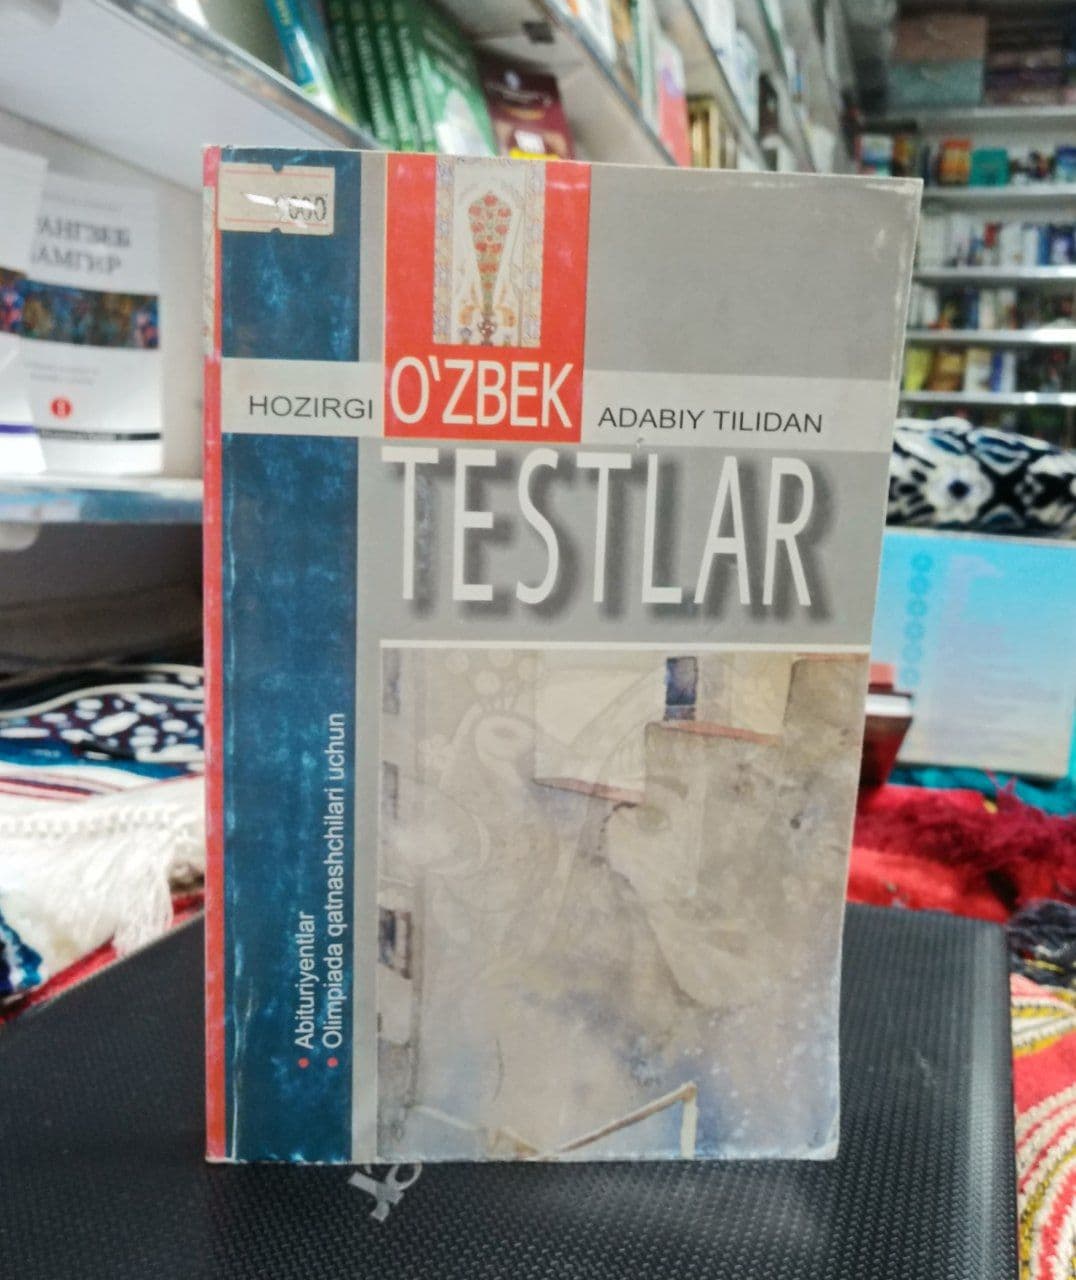 HOZIRGI O'ZBEK ADABIY TILIDAN
TESTLAR
• Abituriyentlar
• Olimpiada qatnashchilari uchun